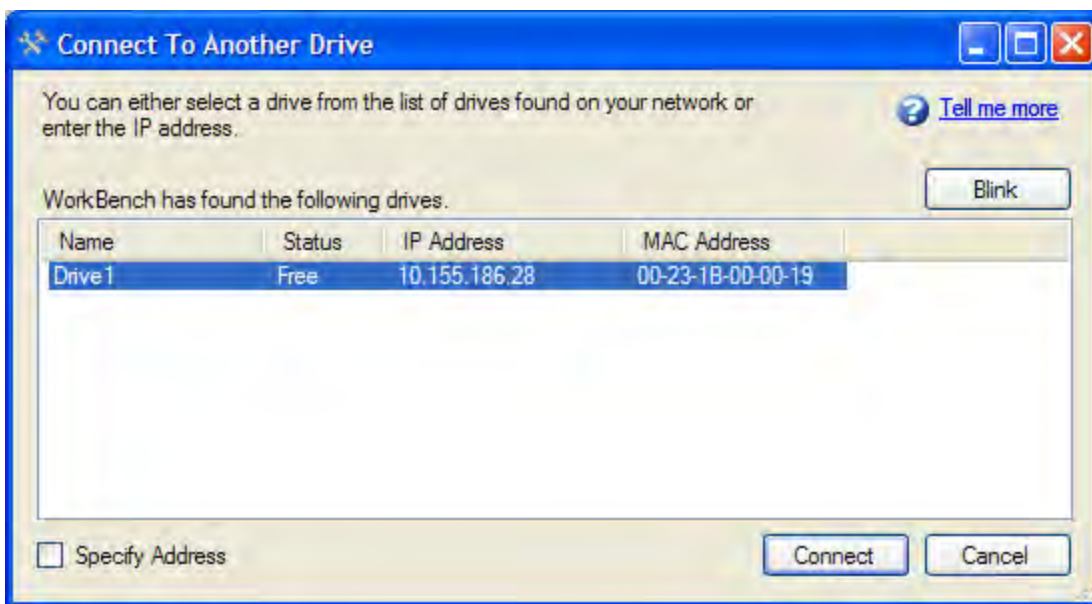 Connect To Another Drive
You can either select a drive from the list of drives found on your network or
enter the IP address.
Tell me more
Blink
WorkBench has found the following drives.
Name Status IP Address MAC Address
Drive1 Free 10.155.186.28 00-23-1B-00-00-19
Specify Address
Connect Cancel